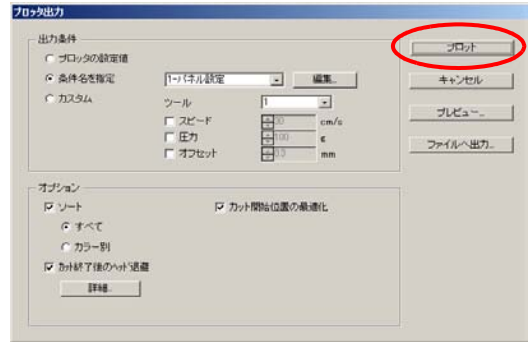 プロッタ出力
出力条件
プロッタの設定値
条件名を指定
1-パネル設定
編集...
カスタム
ツール
1
スピード
30
cm/s
圧力
100
g
オフセット
0.3
mm
プロット
キャンセル
プレビュー...
ファイルへ出力...
オプション
ソート
カット開始位置の最適化
すべて
カラー別
カット終了後のヘッド退避
詳細...